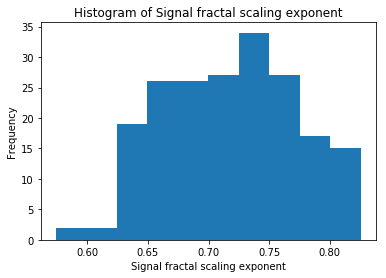 Histogram of Signal fractal scaling exponent
35
30
25
20
15
10
5
0
Frequency
0.60 0.65 0.70 0.75 0.80
Signal fractal scaling exponent